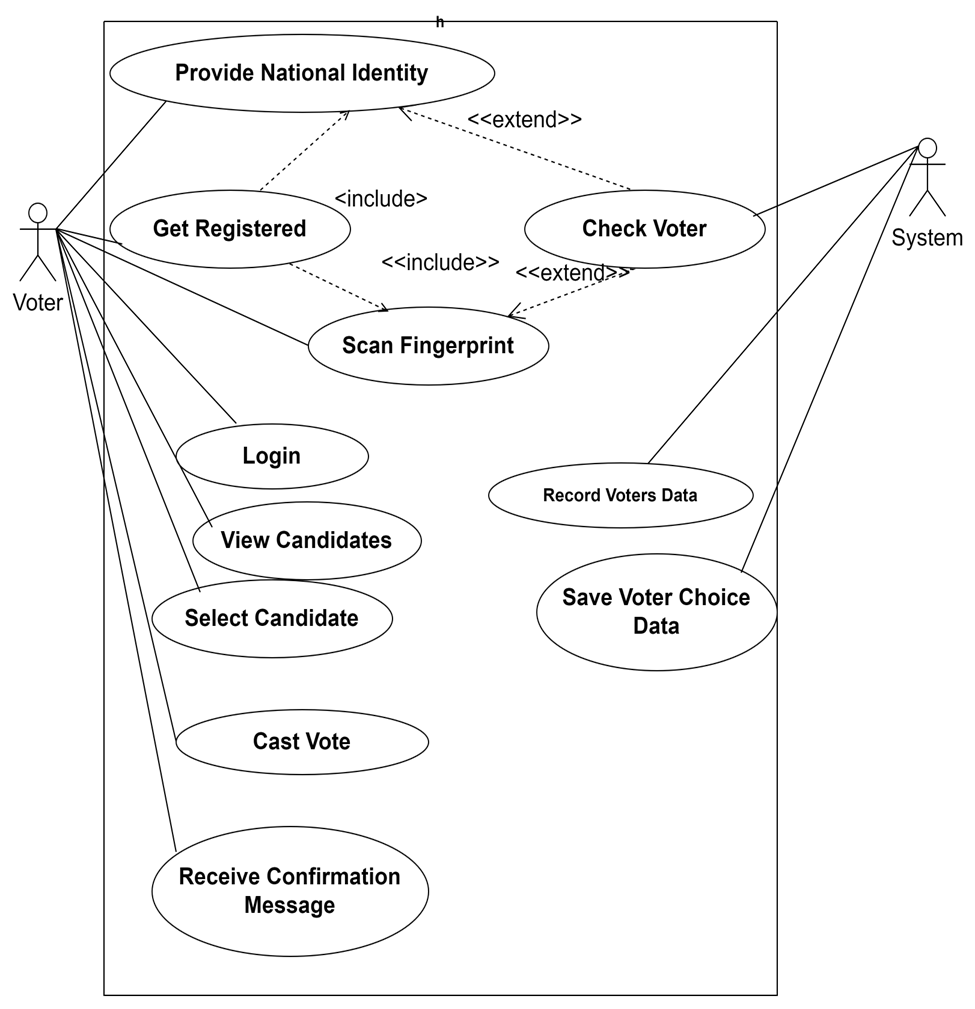 h
Provide National Identity
<<extend>>
<include>
Get Registered
Check Voter
System
<<include>>
<<extend>>
Voter
Scan Fingerprint
Login
Record Voters Data
View Candidates
Save Voter Choice
Data
Select Candidate
Cast Vote
Receive Confirmation
Message